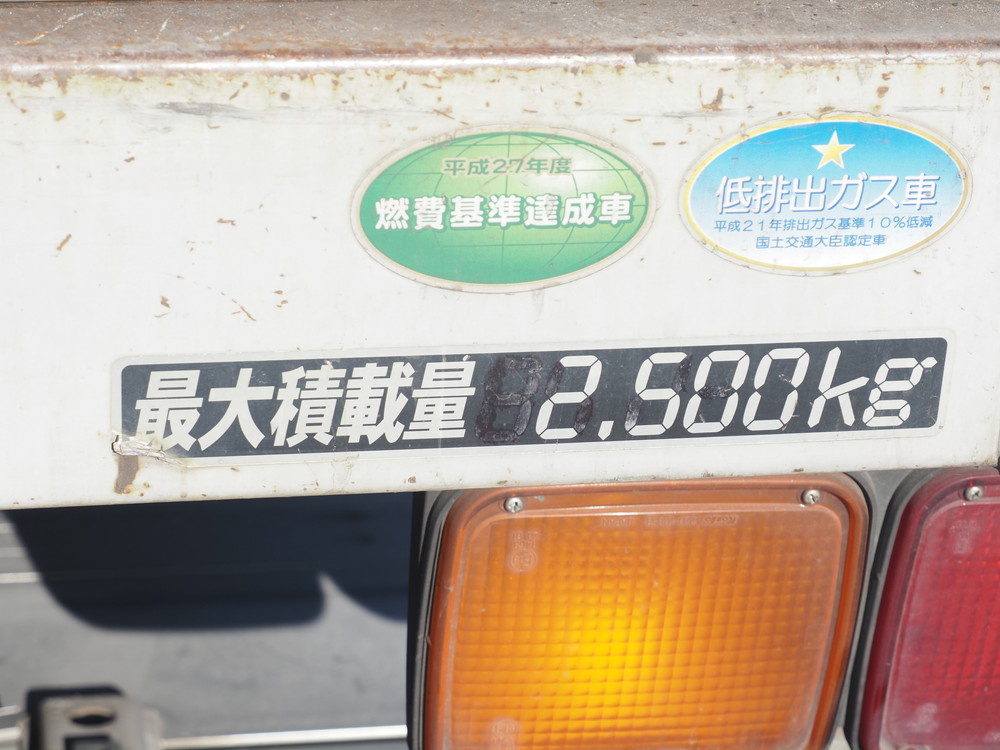 平成27年度
燃費基準達成車
低排出ガス車
平成21年排出ガス基準10%低減
国土交通大臣認定車
最大積載量 2,500kg